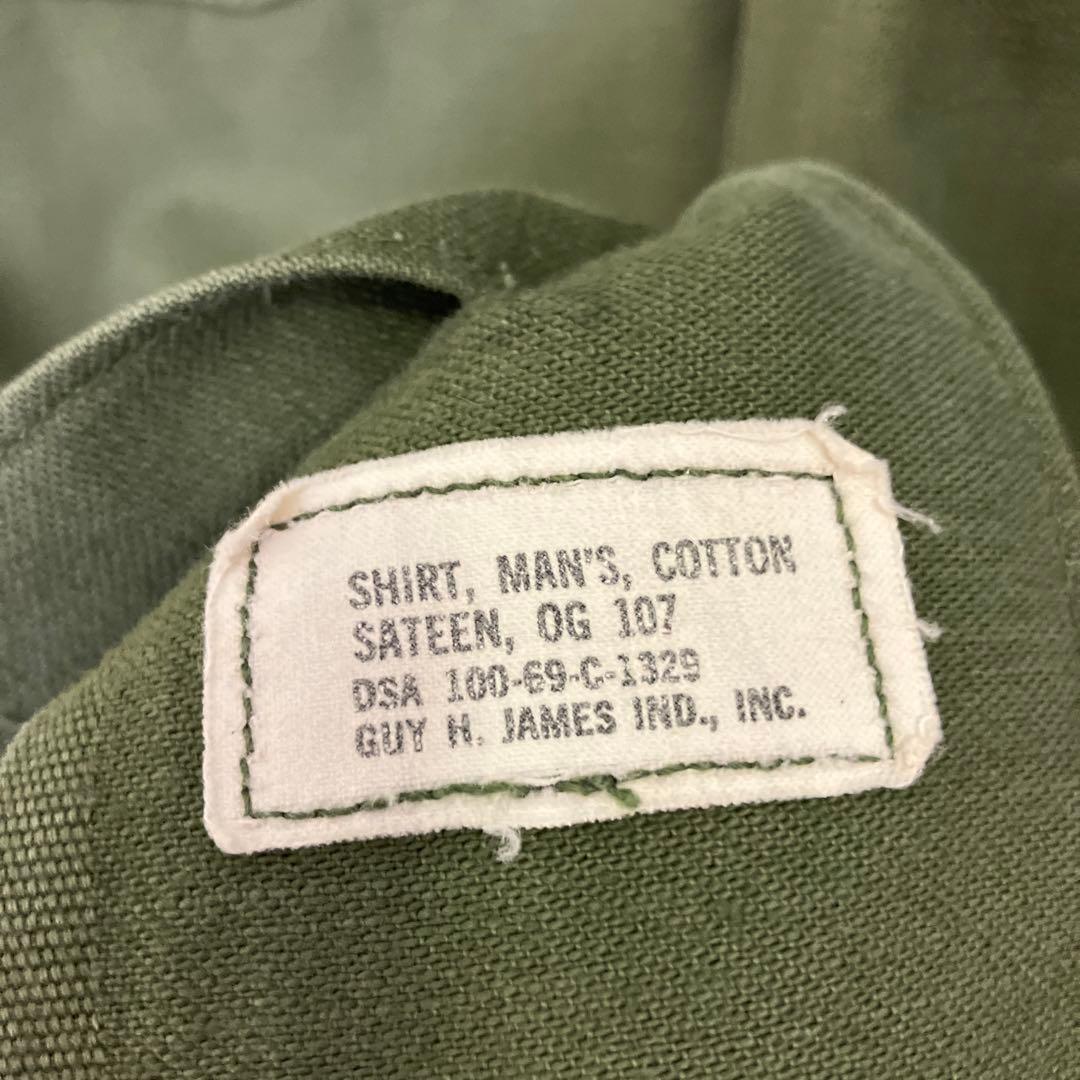 SHIRT, MAN'S, COTTON
SATEEN, OG 107
DSA 100-69-C-1329
GUY H. JAMES IND., INC.